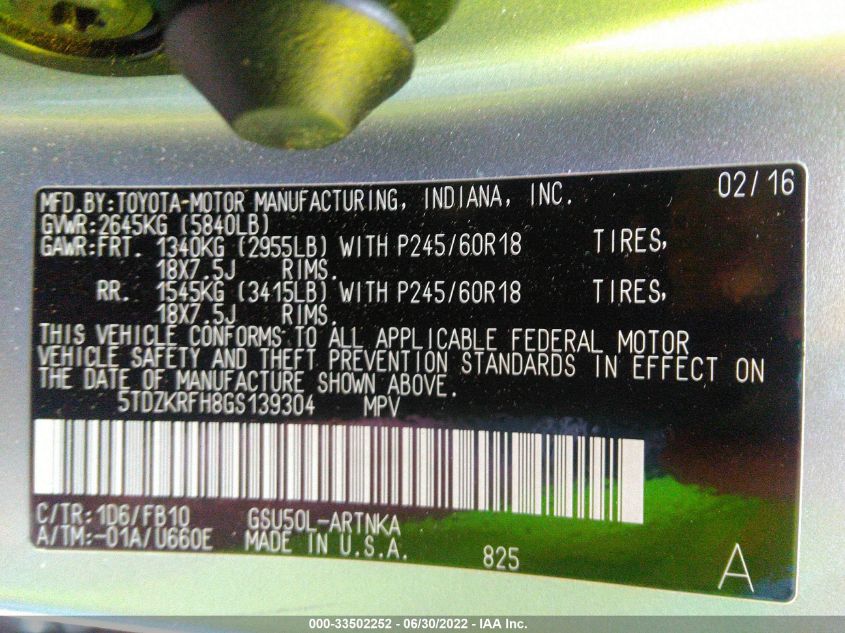 MFD.BY:TOYOTA-MOTOR MANUFACTURING, INDIANA, INC. 02/16
GVWR:2645KG (5840LB)
GAWR:FRT. 1340KG (2955LB) WITH P245/60R18 TIRES,
18X7.5J RIMS.
RR. 1545KG (3415LB) WITH P245/60R18 TIRES,
18X7.5J RIMS.
THIS VEHICLE CONFORMS TO ALL APPLICABLE FEDERAL MOTOR
VEHICLE SAFETY AND THEFT PREVENTION STANDARDS IN EFFECT ON
THE DATE OF MANUFACTURE SHOWN ABOVE.
5TDZKRFH8GS139304 MPV
C/TR:1D6/FB10 GSU50L-ARTNKA
A/TM:-01A/U660E MADE IN U.S.A. 825 A
000-33502252 - 06/30/2022 - IAA Inc.